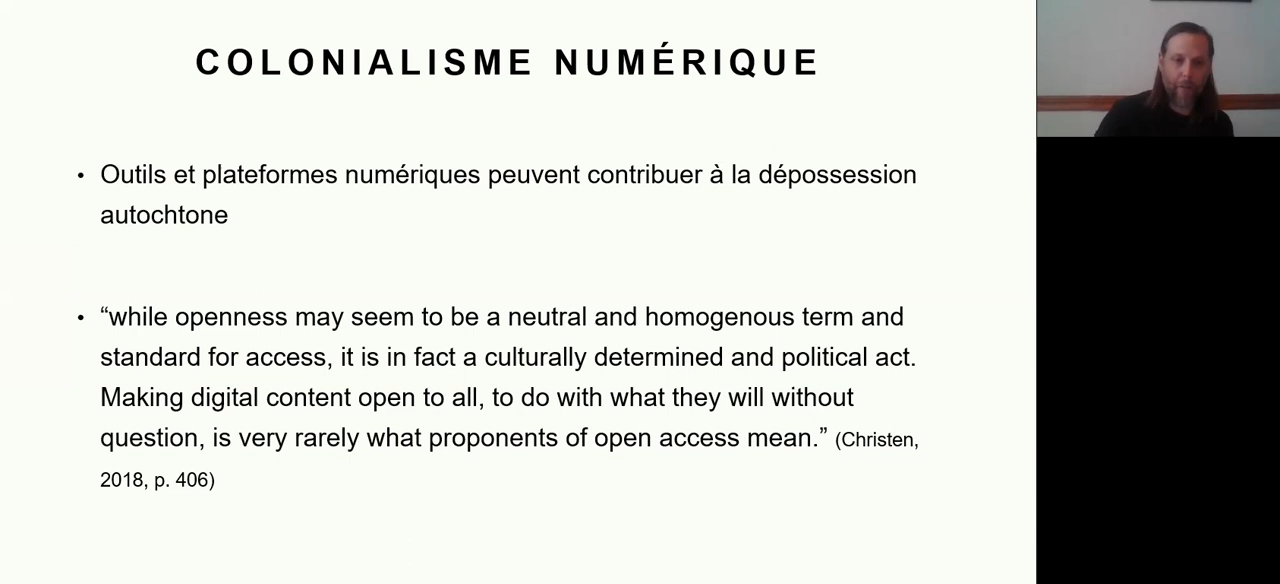 COLONIALISME NUMÉRIQUE
• Outils et plateformes numériques peuvent contribuer à la dépossession
autochtone
• “while openness may seem to be a neutral and homogenous term and
standard for access, it is in fact a culturally determined and political act.
Making digital content open to all, to do with what they will without
question, is very rarely what proponents of open access mean.” (Christen,
2018, p. 406)